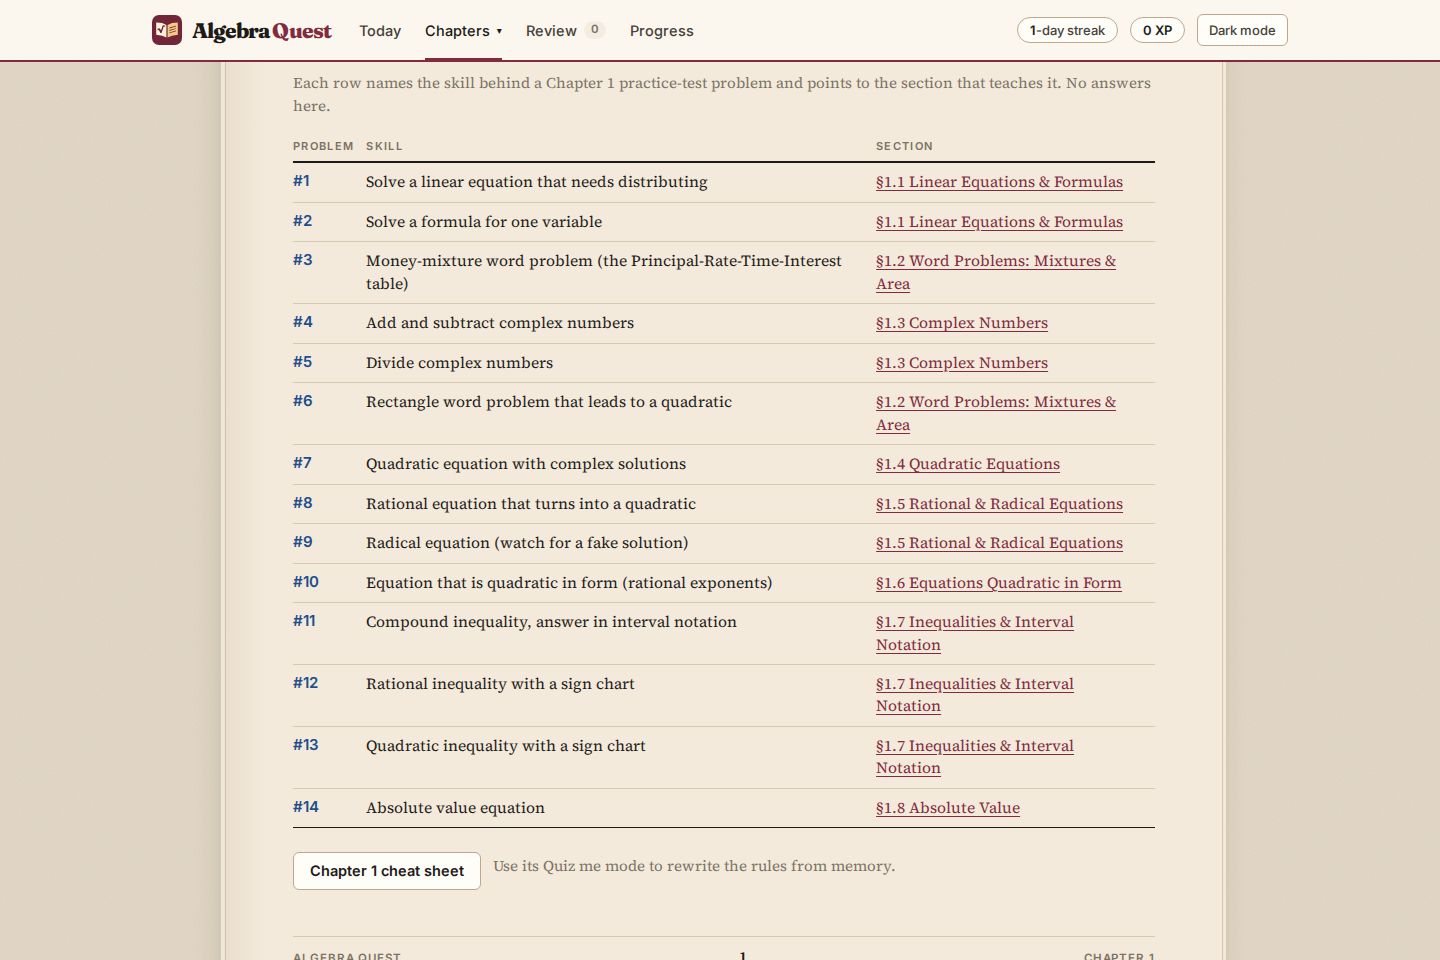 Algebra Quest Today Chapters ▾ Review 0 Progress 1-day streak 0 XP Dark mode
Each row names the skill behind a Chapter 1 practice-test problem and points to the section that teaches it. No answers
here.
PROBLEM SKILL SECTION
#1 Solve a linear equation that needs distributing §1.1 Linear Equations & Formulas
#2 Solve a formula for one variable §1.1 Linear Equations & Formulas
#3 Money-mixture word problem (the Principal-Rate-Time-Interest §1.2 Word Problems: Mixtures &
table) Area
#4 Add and subtract complex numbers §1.3 Complex Numbers
#5 Divide complex numbers §1.3 Complex Numbers
#6 Rectangle word problem that leads to a quadratic §1.2 Word Problems: Mixtures &
Area
#7 Quadratic equation with complex solutions §1.4 Quadratic Equations
#8 Rational equation that turns into a quadratic §1.5 Rational & Radical Equations
#9 Radical equation (watch for a fake solution) §1.5 Rational & Radical Equations
#10 Equation that is quadratic in form (rational exponents) §1.6 Equations Quadratic in Form
#11 Compound inequality, answer in interval notation §1.7 Inequalities & Interval
Notation
#12 Rational inequality with a sign chart §1.7 Inequalities & Interval
Notation
#13 Quadratic inequality with a sign chart §1.7 Inequalities & Interval
Notation
#14 Absolute value equation §1.8 Absolute Value
Chapter 1 cheat sheet Use its Quiz me mode to rewrite the rules from memory.
ALGEBRA QUEST 1 CHAPTER 1